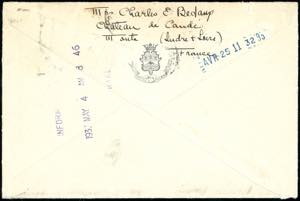 Mrs Charles E Bedaux
Château de Candé
Monts (Indre & Loire)
France
AVR 25 11 32 35
INFORM
193 MAY 4 AM 8 46